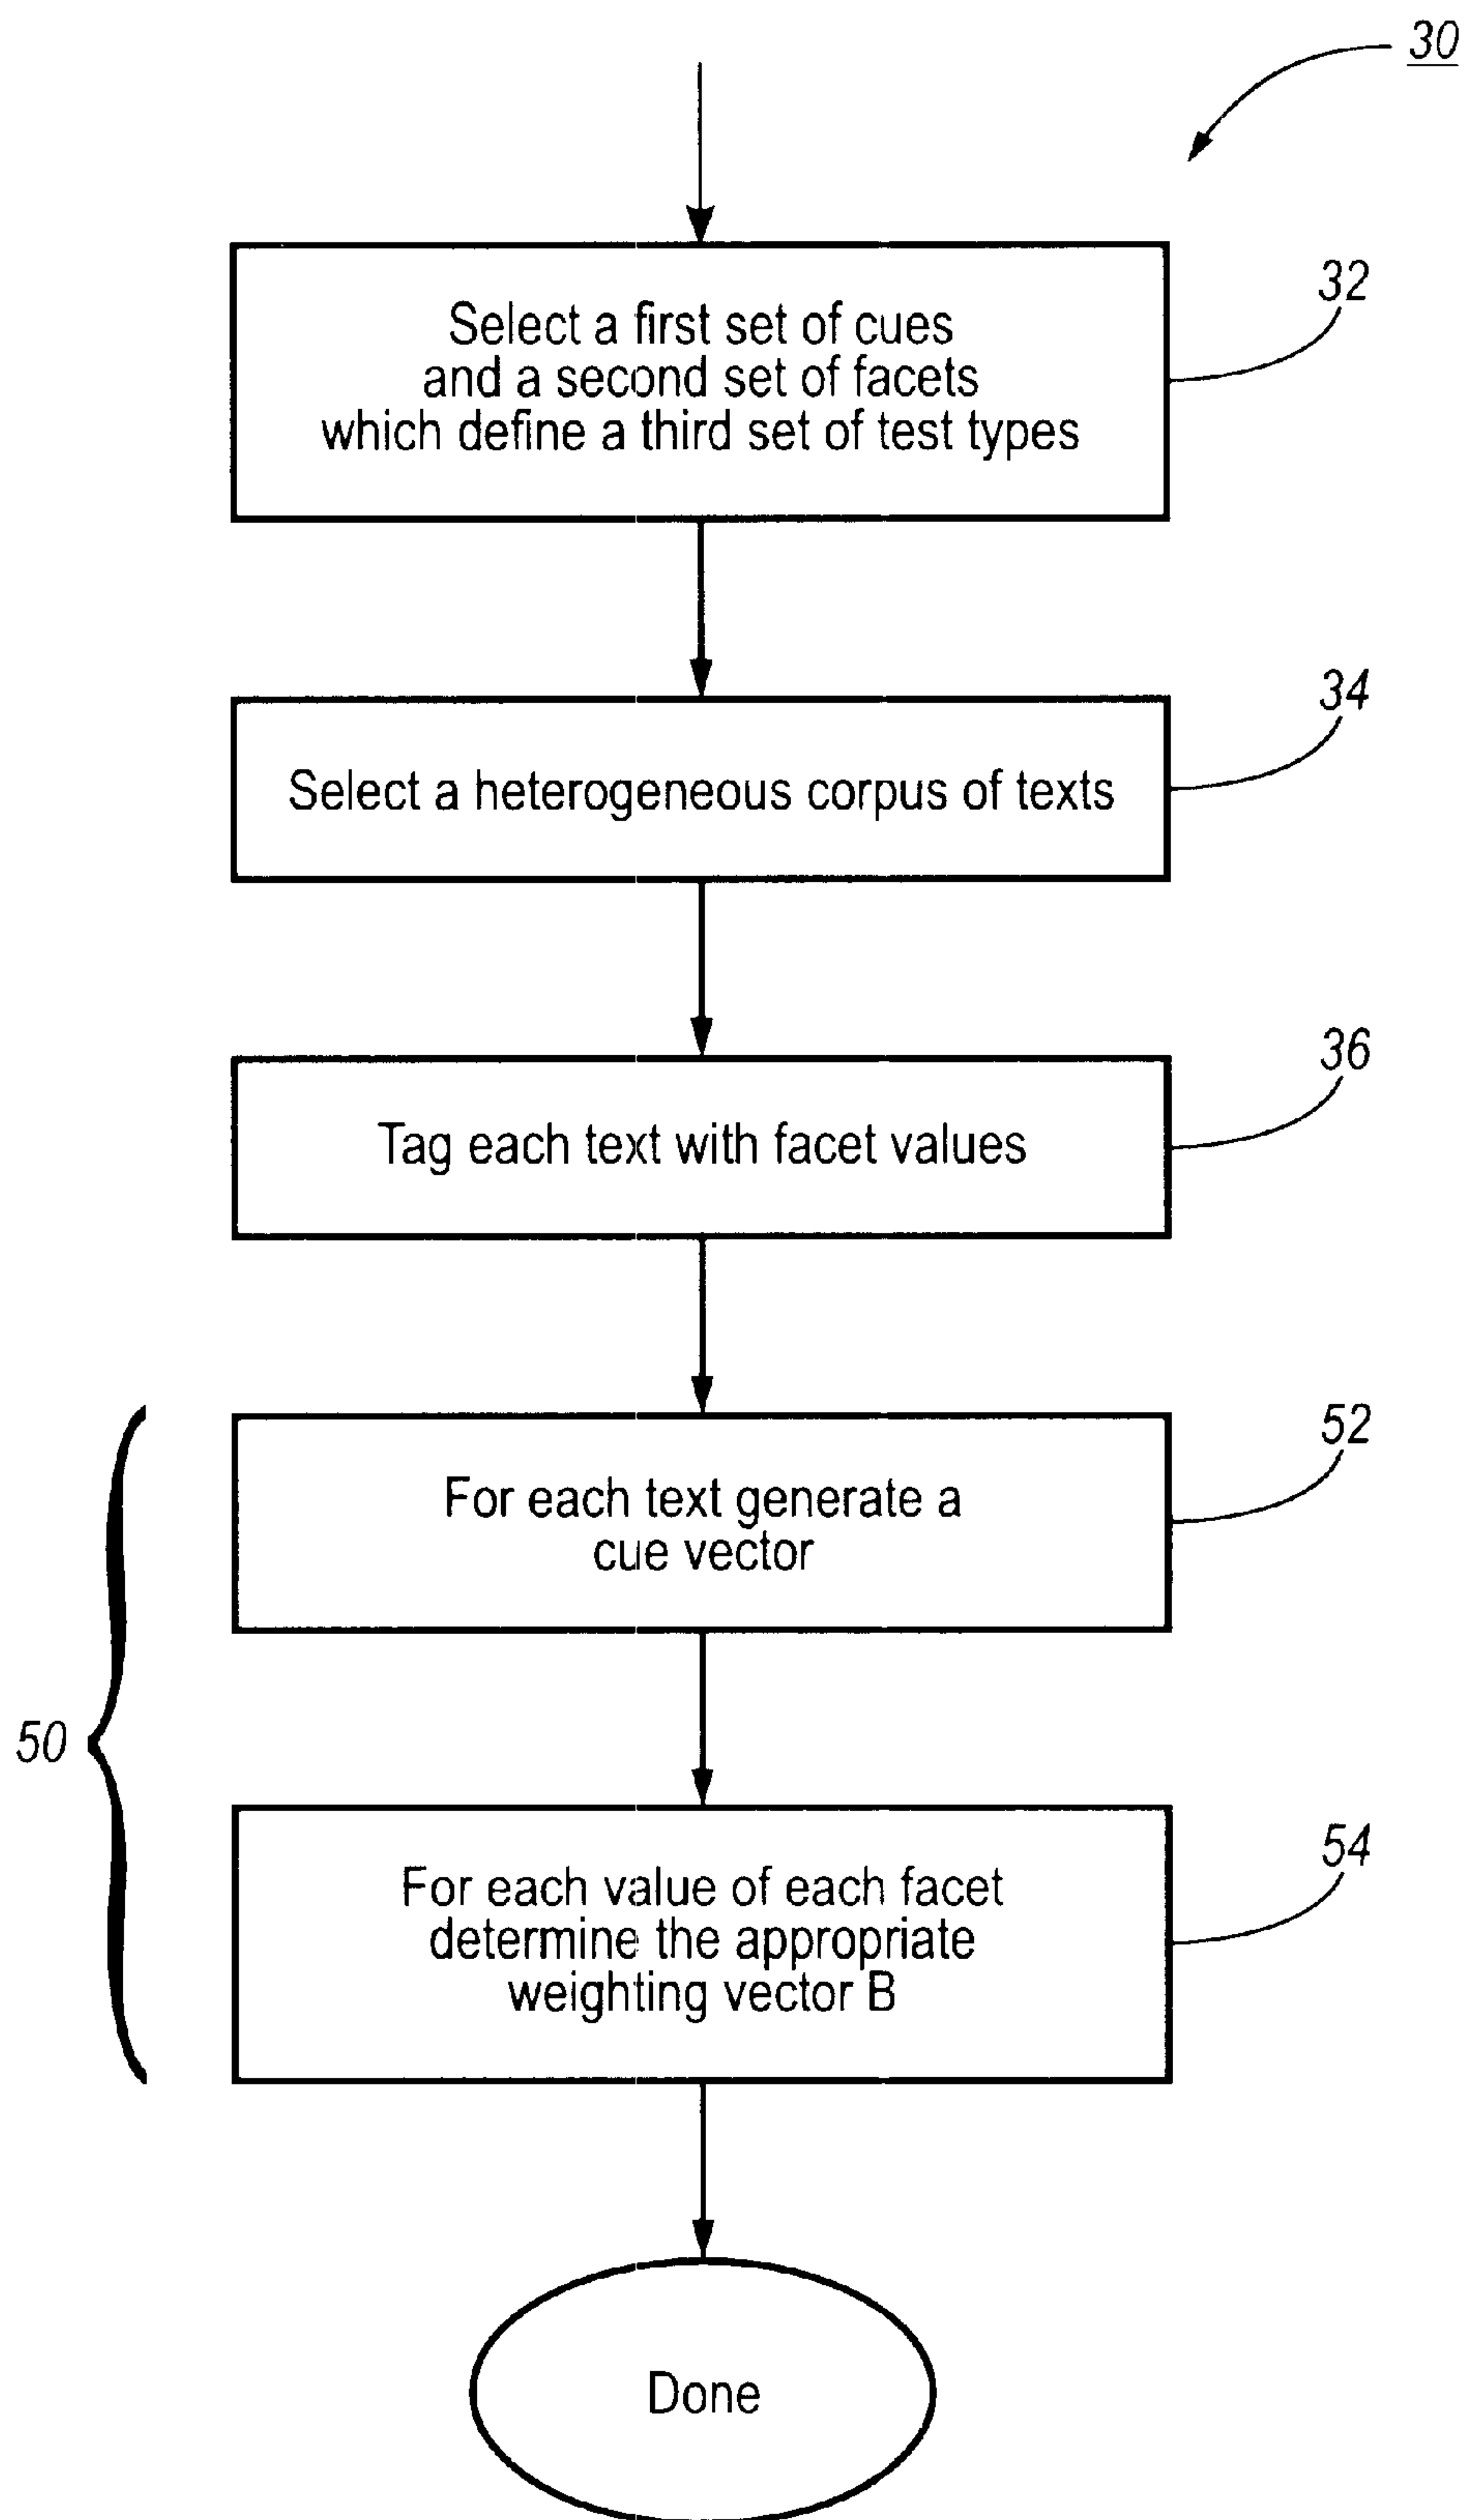 30
Select a first set of cues
and a second set of facets
which define a third set of test types
32
Select a heterogeneous corpus of texts
34
Tag each text with facet values
36
For each text generate a
cue vector
52
50
For each value of each facet
determine the appropriate
weighting vector B
54
Done